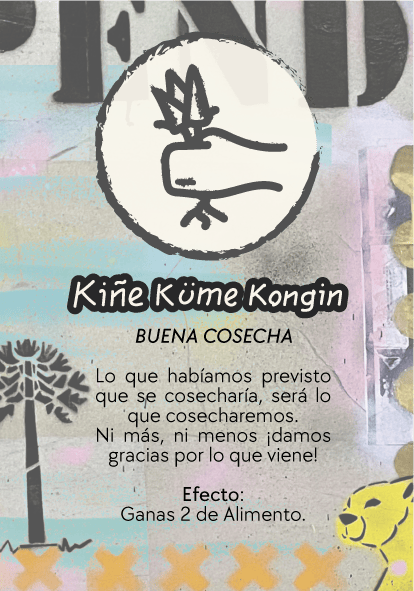 END
Kiñe Küme Kongin
BUENA COSECHA
Lo que habíamos previsto
que se cosecharía, será lo
que cosecharemos.
Ni más, ni menos ¡damos
gracias por lo que viene!
Efecto:
Ganas 2 de Alimento.